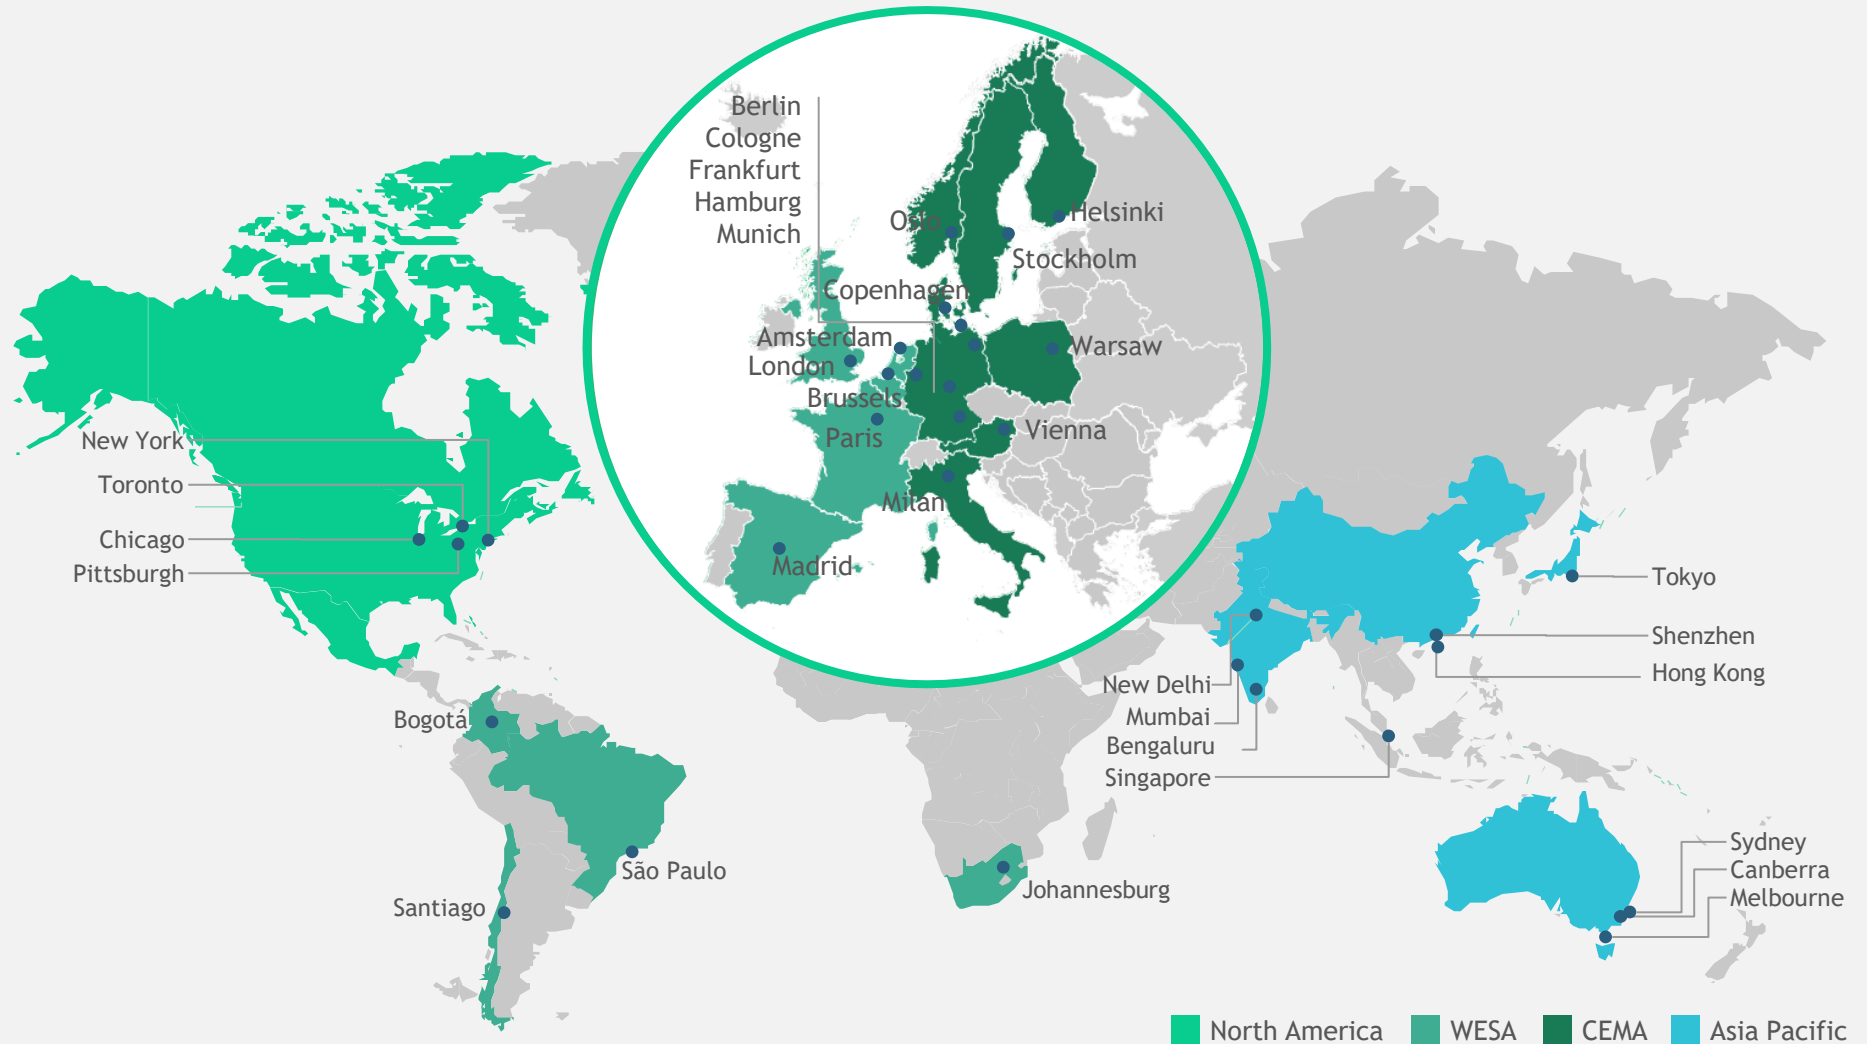 Berlin
Cologne
Frankfurt
Hamburg
Munich
Oslo
Helsinki
Stockholm
Copenhagen
Amsterdam
Warsaw
London
Brussels
Paris
Vienna
Milan
Madrid
New York
Toronto
Chicago
Pittsburgh
Bogotá
São Paulo
Santiago
Johannesburg
New Delhi
Mumbai
Bengaluru
Singapore
Tokyo
Shenzhen
Hong Kong
Sydney
Canberra
Melbourne
North America
WESA
CEMA
Asia Pacific